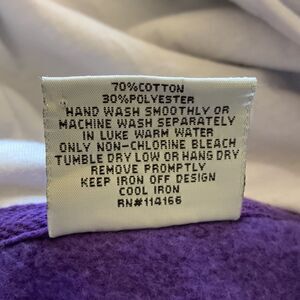 70%COTTON
30%POLYESTER
HAND WASH SMOOTHLY OR
MACHINE WASH SEPARATELY
IN LUKE WARM WATER
ONLY NON-CHLORINE BLEACH
TUMBLE DRY LOW OR HANG DRY
REMOVE PROMPTLY
KEEP IRON OFF DESIGN
COOL IRON
RN#114166